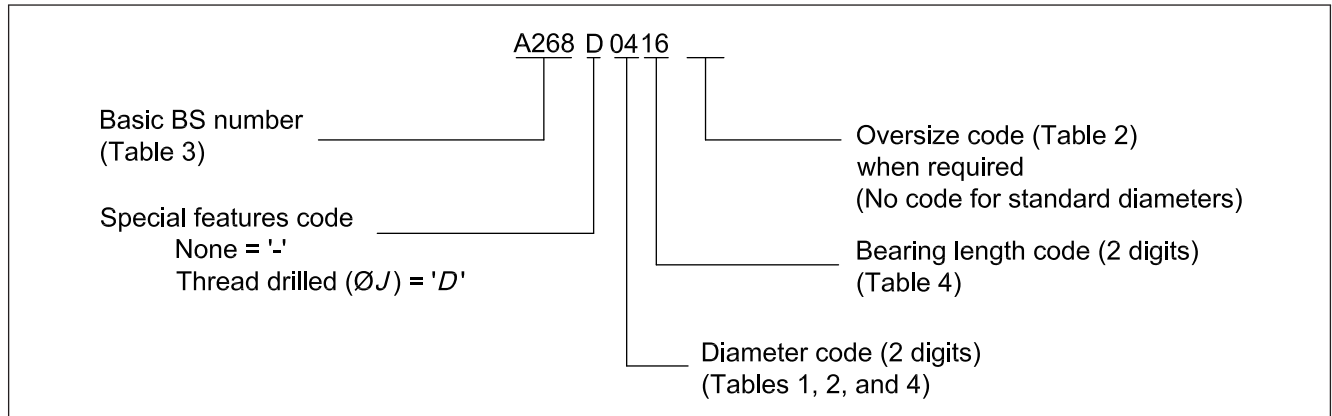 A268 D 0416
Basic BS number
(Table 3)
Special features code
None = '-'
Thread drilled (ØJ) = 'D'
Oversize code (Table 2)
when required
(No code for standard diameters)
Bearing length code (2 digits)
(Table 4)
Diameter code (2 digits)
(Tables 1, 2, and 4)